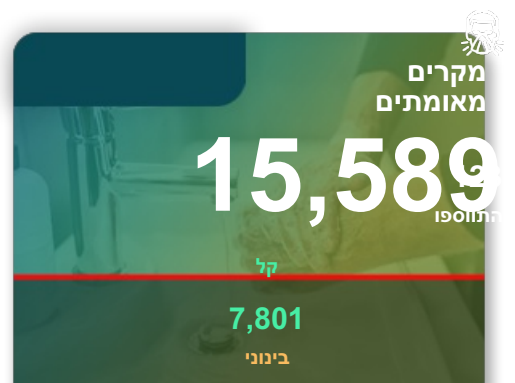 מקרים
מאומתים
15,589
התווספו
קל
7,801
בינוני